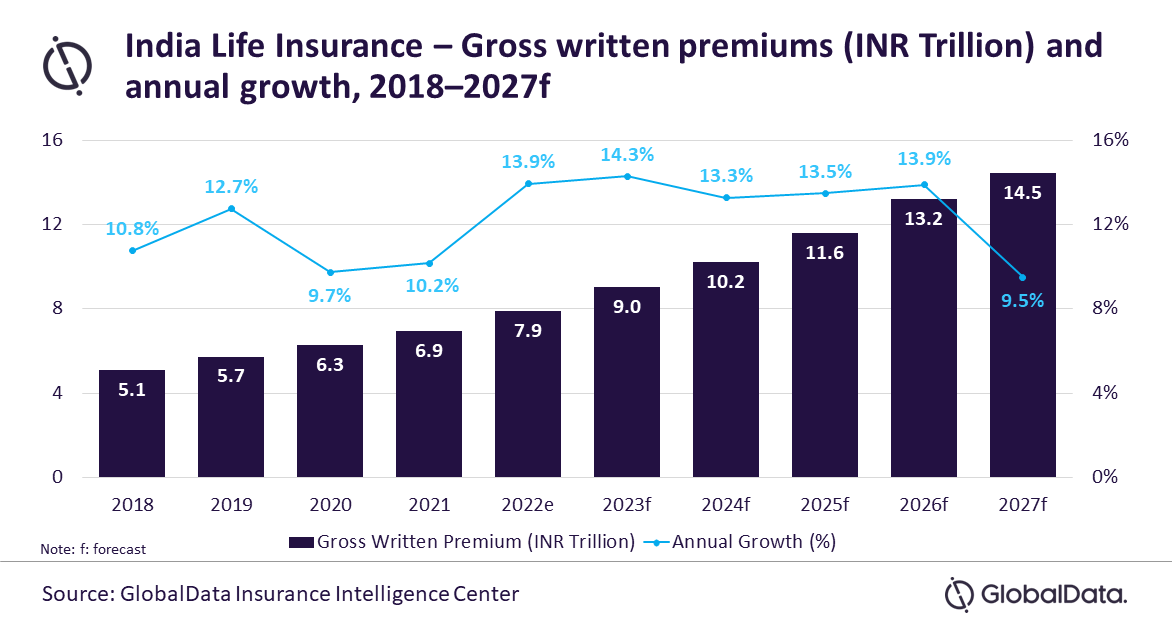 India Life Insurance – Gross written premiums (INR Trillion) and
annual growth, 2018–2027f
16 16%
12 12%
8 8%
4 4%
0 0%
10.8% 12.7% 9.7% 10.2% 13.9% 14.3% 13.3% 13.5% 13.9% 9.5%
5.1 5.7 6.3 6.9 7.9 9.0 10.2 11.6 13.2 14.5
2018 2019 2020 2021 2022e 2023f 2024f 2025f 2026f 2027f
Gross Written Premium (INR Trillion) Annual Growth (%)
Note: f: forecast
Source: GlobalData Insurance Intelligence Center
GlobalData.